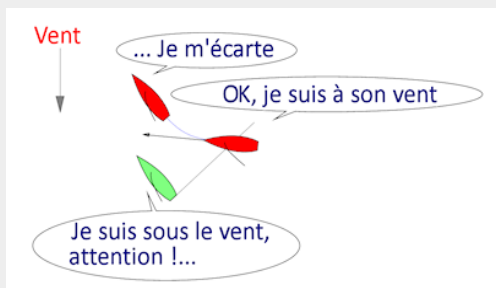 Vent
... Je m'écarte
OK, je suis à son vent
Je suis sous le vent,
attention !...